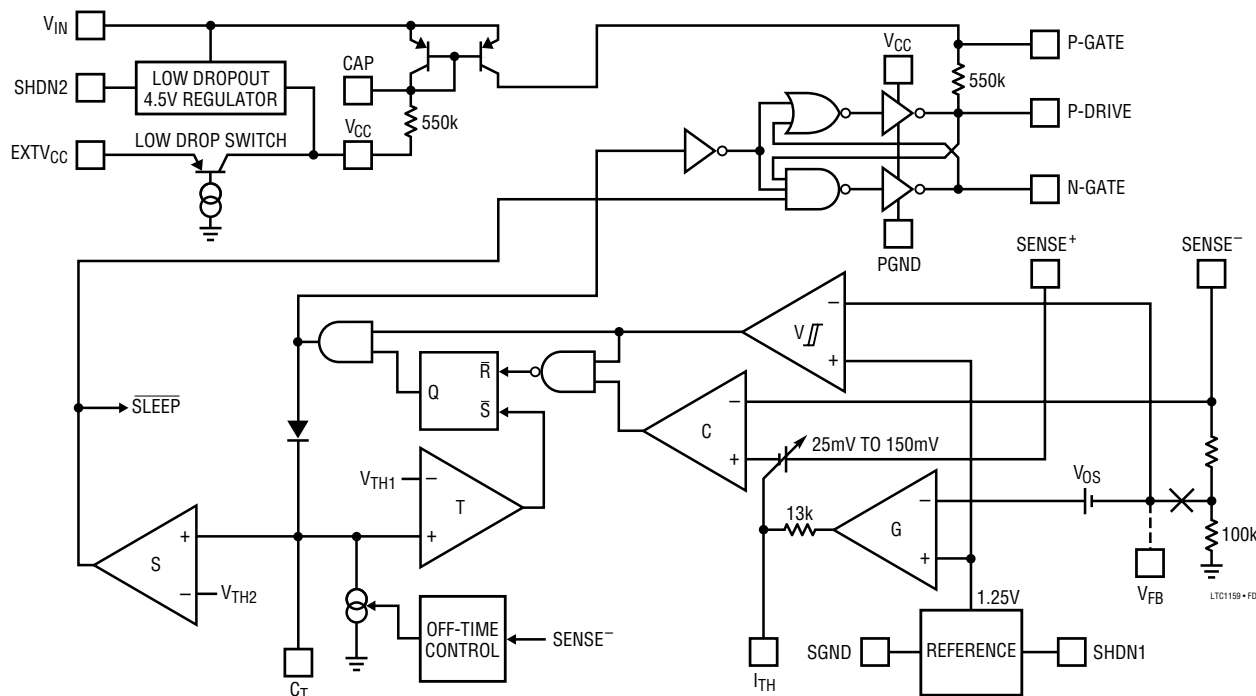 V_IN
SHDN2
LOW DROPOUT
4.5V REGULATOR
CAP
V_CC
550k
EXTV_CC
LOW DROP SWITCH
V_CC
P-GATE
550k
P-DRIVE
N-GATE
PGND
SENSE⁺
SENSE⁻
V
−
+
R̅
Q
S̅
SLEEP̅
C
−
+
25mV TO 150mV
V_TH1
−
T
+
V_OS
13k
G
−
+
100k
S
+
−
V_TH2
V_FB
LTC1159 • FD
1.25V
OFF-TIME
CONTROL
SENSE⁻
SGND
REFERENCE
SHDN1
C_T
I_TH